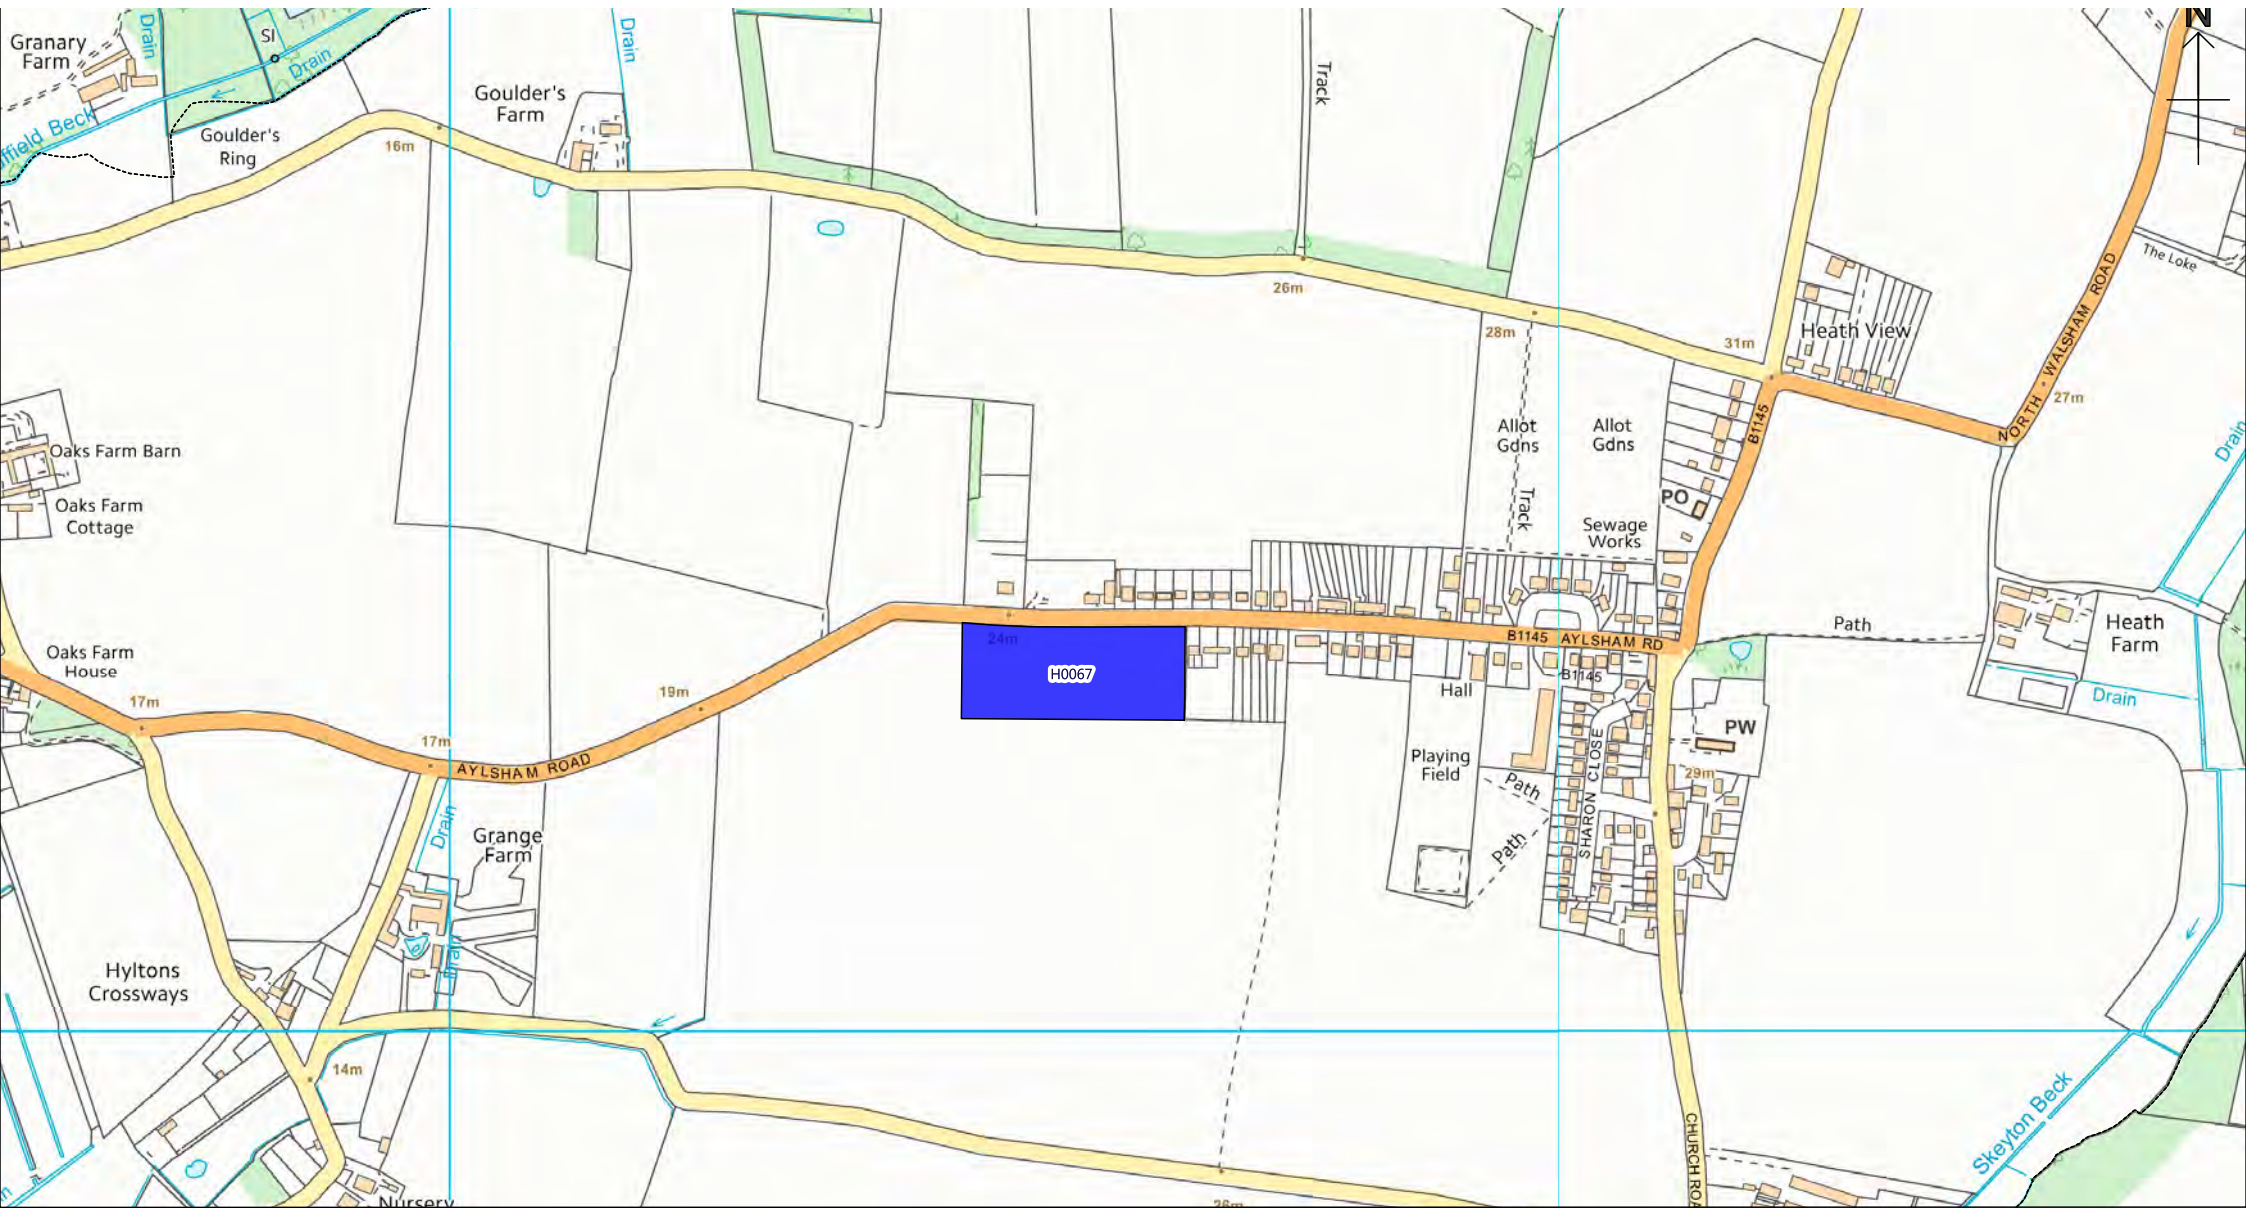 N
Granary
Farm
Drain
SI
Drain
Drain
Goulder's
Farm
Track
Goulder's
Ring
16m
The Loke
26m
28m
31m
Heath View
NORTH WALSHAM ROAD
27m
B1145
Allot
Gdns
Allot
Gdns
Drain
Oaks Farm Barn
Oaks Farm
Cottage
PO
Track
Sewage
Works
24m
B1145
AYLSHAM RD
Path
Heath
Farm
Oaks Farm
House
H0067
B1145
Hall
Drain
17m
19m
PW
17m
AYLSHAM ROAD
Playing
Field
29m
SHARON CLOSE
Path
Path
Drain
Grange
Farm
Drain
Hyltons
Crossways
14m
Skeyton Beck
CHURCH ROA
Nursery
26m